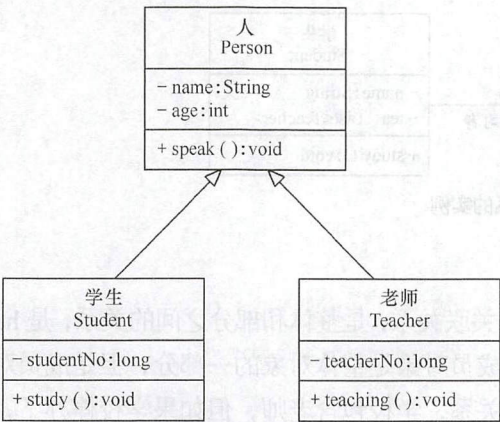 人
Person
- name:String
- age:int
+ speak():void
学生
Student
- studentNo:long
+ study():void
老师
Teacher
- teacherNo:long
+ teaching():void